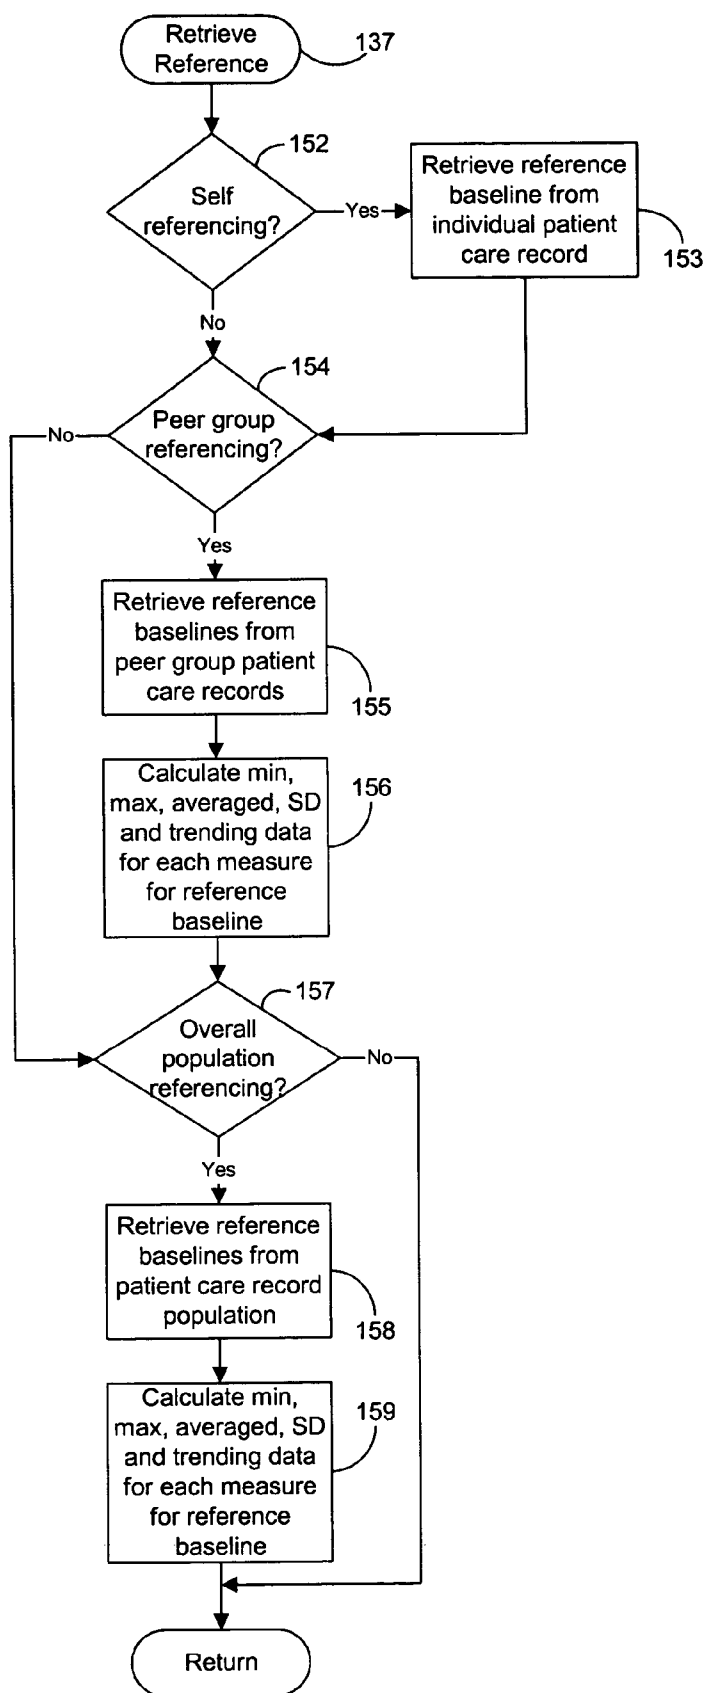 Retrieve
Reference
137
152
Self
referencing?
Yes
Retrieve reference
baseline from
individual patient
care record
153
No
154
Peer group
referencing?
No
Yes
Retrieve reference
baselines from
peer group patient
care records
155
Calculate min,
max, averaged, SD
and trending data
for each measure
for reference
baseline
156
157
Overall
population
referencing?
No
Yes
Retrieve reference
baselines from
patient care record
population
158
Calculate min,
max, averaged, SD
and trending data
for each measure
for reference
baseline
159
Return